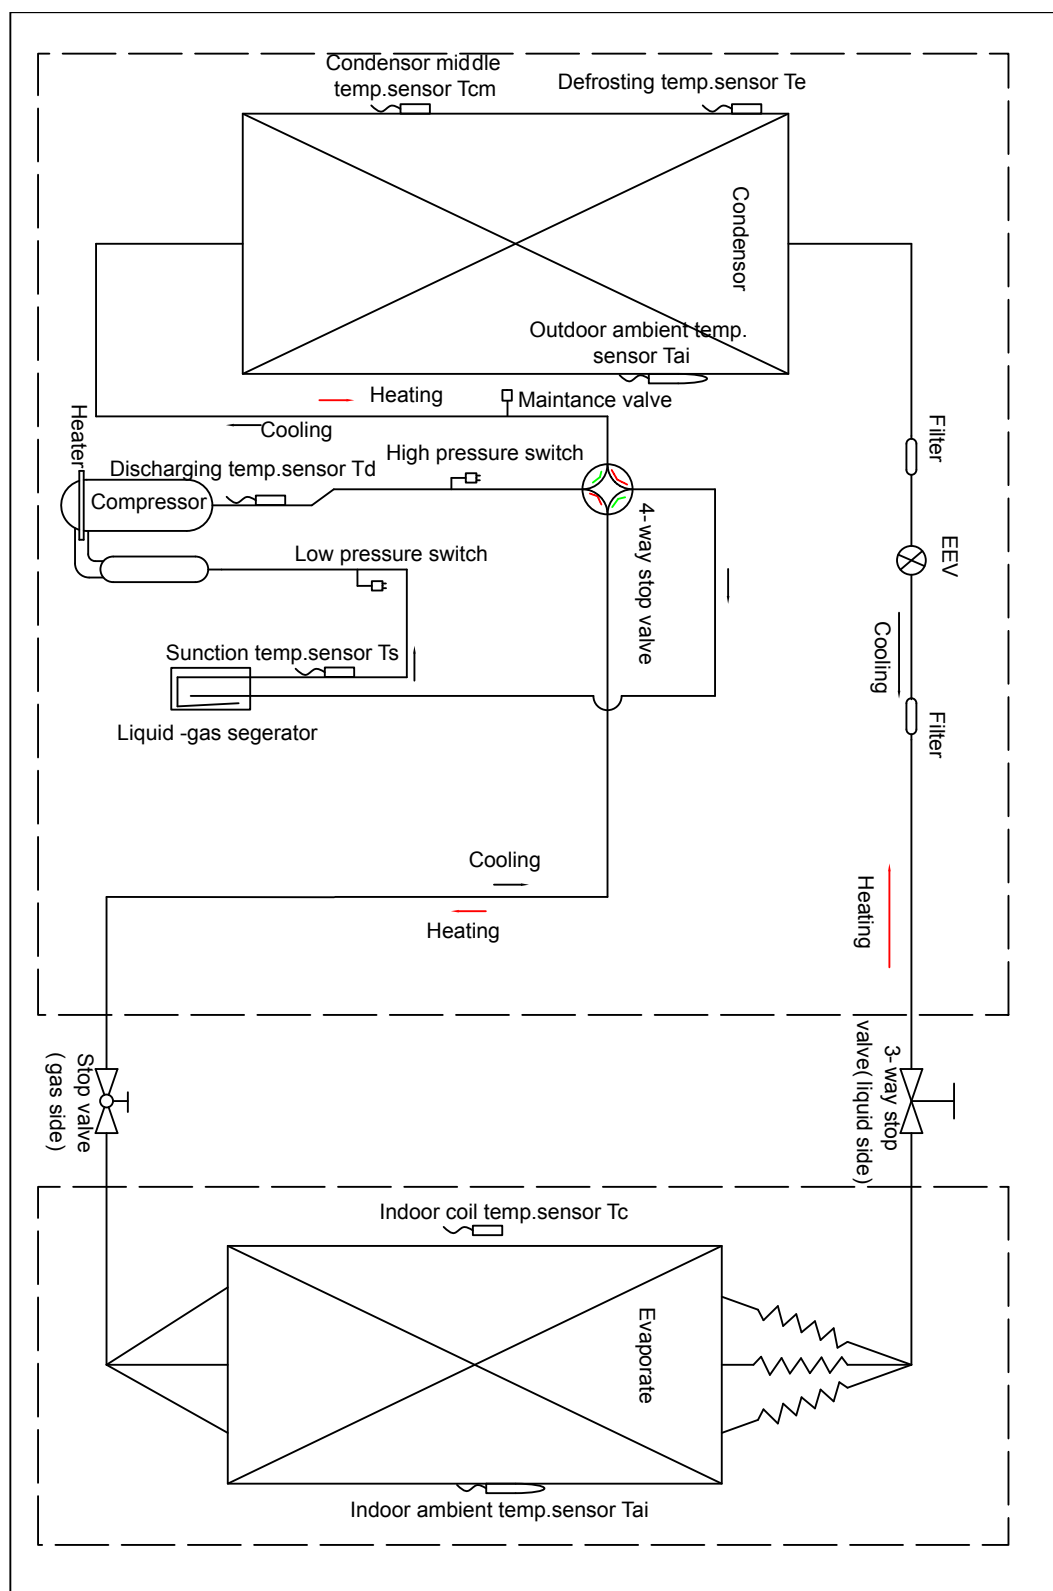 Condensor middle
temp.sensor Tcm
Defrosting temp.sensor Te
Condensor
Outdoor ambient temp.
sensor Tai
Heating
Maintance valve
Cooling
Heater
Discharging temp.sensor Td
High pressure switch
Filter
Compressor
4-way stop valve
Low pressure switch
EEV
Cooling
Sunction temp.sensor Ts
Liquid -gas segerator
Filter
Cooling
Heating
Heating
Stop valve
(gas side)
3-way stop
valve(liquid side)
Indoor coil temp.sensor Tc
Evaporate
Indoor ambient temp.sensor Tai